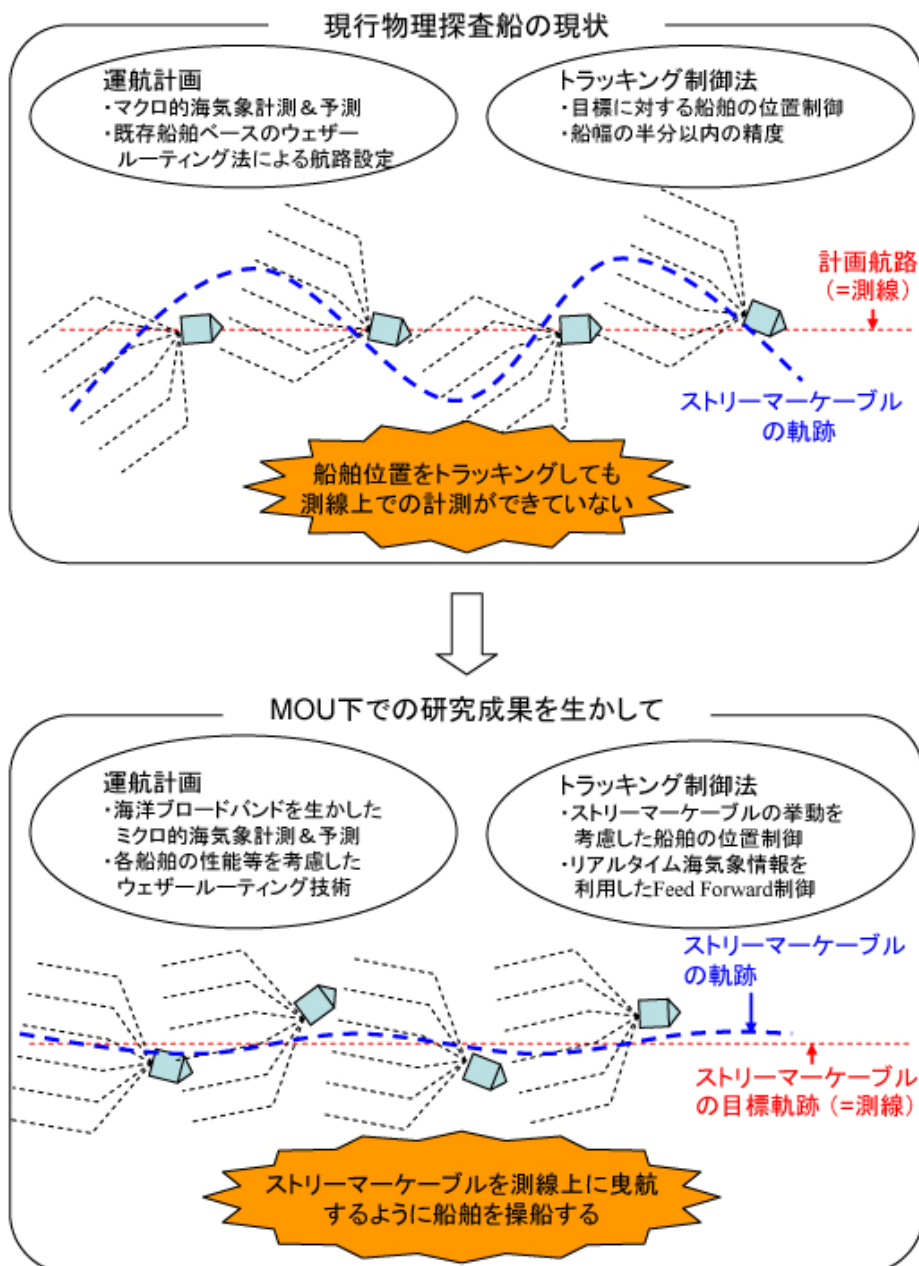 現行物理探査船の現状
運航計画
・マクロ的海気象計測＆予測
・既存船舶ベースのウェザー
ルーティング法による航路設定
トラッキング制御法
・目標に対する船舶の位置制御
・船幅の半分以内の精度
計画航路
(=測線)
ストリーマーケーブル
の軌跡
船舶位置をトラッキングしても
測線上での計測ができていない
MOU下での研究成果を生かして
運航計画
・海洋ブロードバンドを生かした
ミクロ的海気象計測＆予測
・各船舶の性能等を考慮した
ウェザールーティング技術
トラッキング制御法
・ストリーマーケーブルの挙動を
考慮した船舶の位置制御
・リアルタイム海気象情報を
利用したFeed Forward制御
ストリーマーケーブル
の軌跡
ストリーマーケーブル
の目標軌跡 (=測線)
ストリーマーケーブルを測線上に曳航
するように船舶を操船する